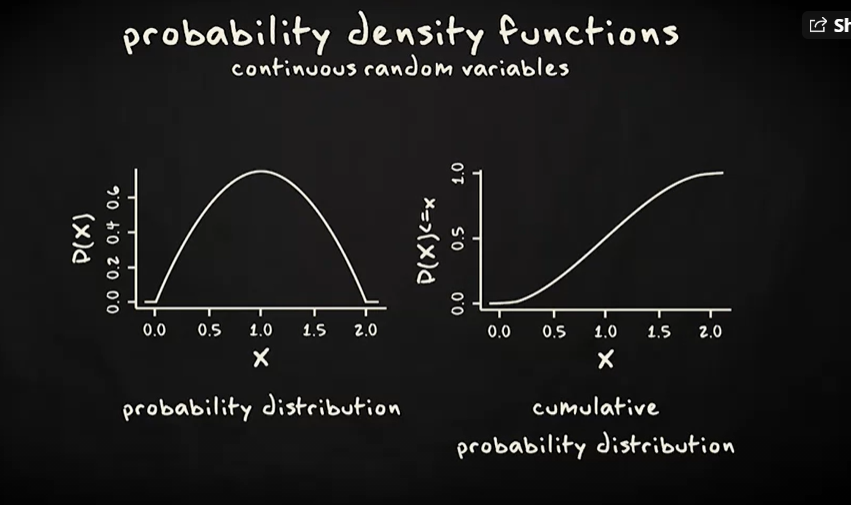 probability density functions
continuous random variables
Sh
P(X)
0.0 0.2 0.4 0.6
0.0 0.5 1.0 1.5 2.0
X
probability distribution
P(X)<=x
0.0 0.5 1.0
0.0 0.5 1.0 1.5 2.0
X
cumulative
probability distribution